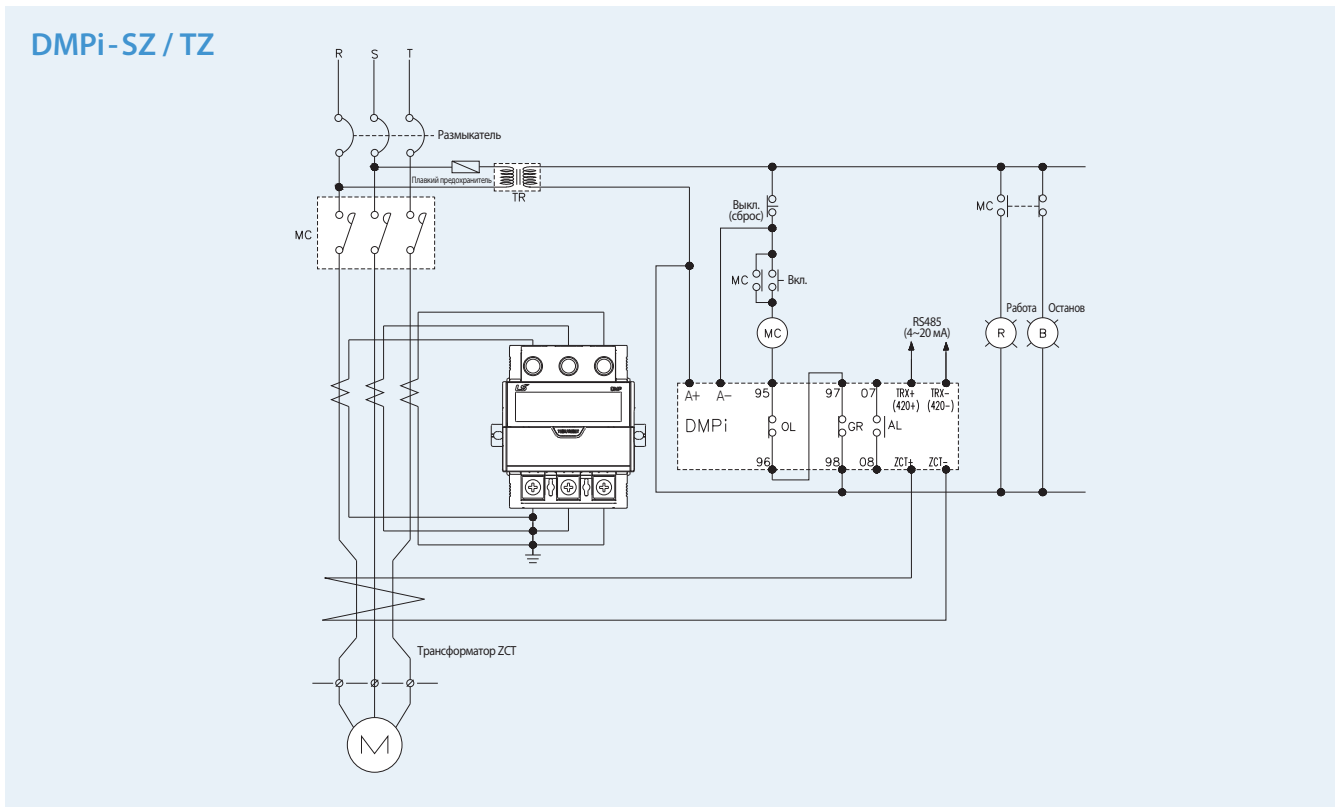 DMPi-SZ / TZ
R S T
Размыкатель
Плавкий предохранитель
TR
Выкл.
(сброс)
MC
MC
MC Вкл.
Работа Останов
RS485
(4~20 мА)
MC
R B
A+ A- 95 97 07 TRX+ TRX-
(420+) (420-)
LS DMP
DMPi OL GR AL
96 98 08 ZCT+ ZCT-
Трансформатор ZCT
M